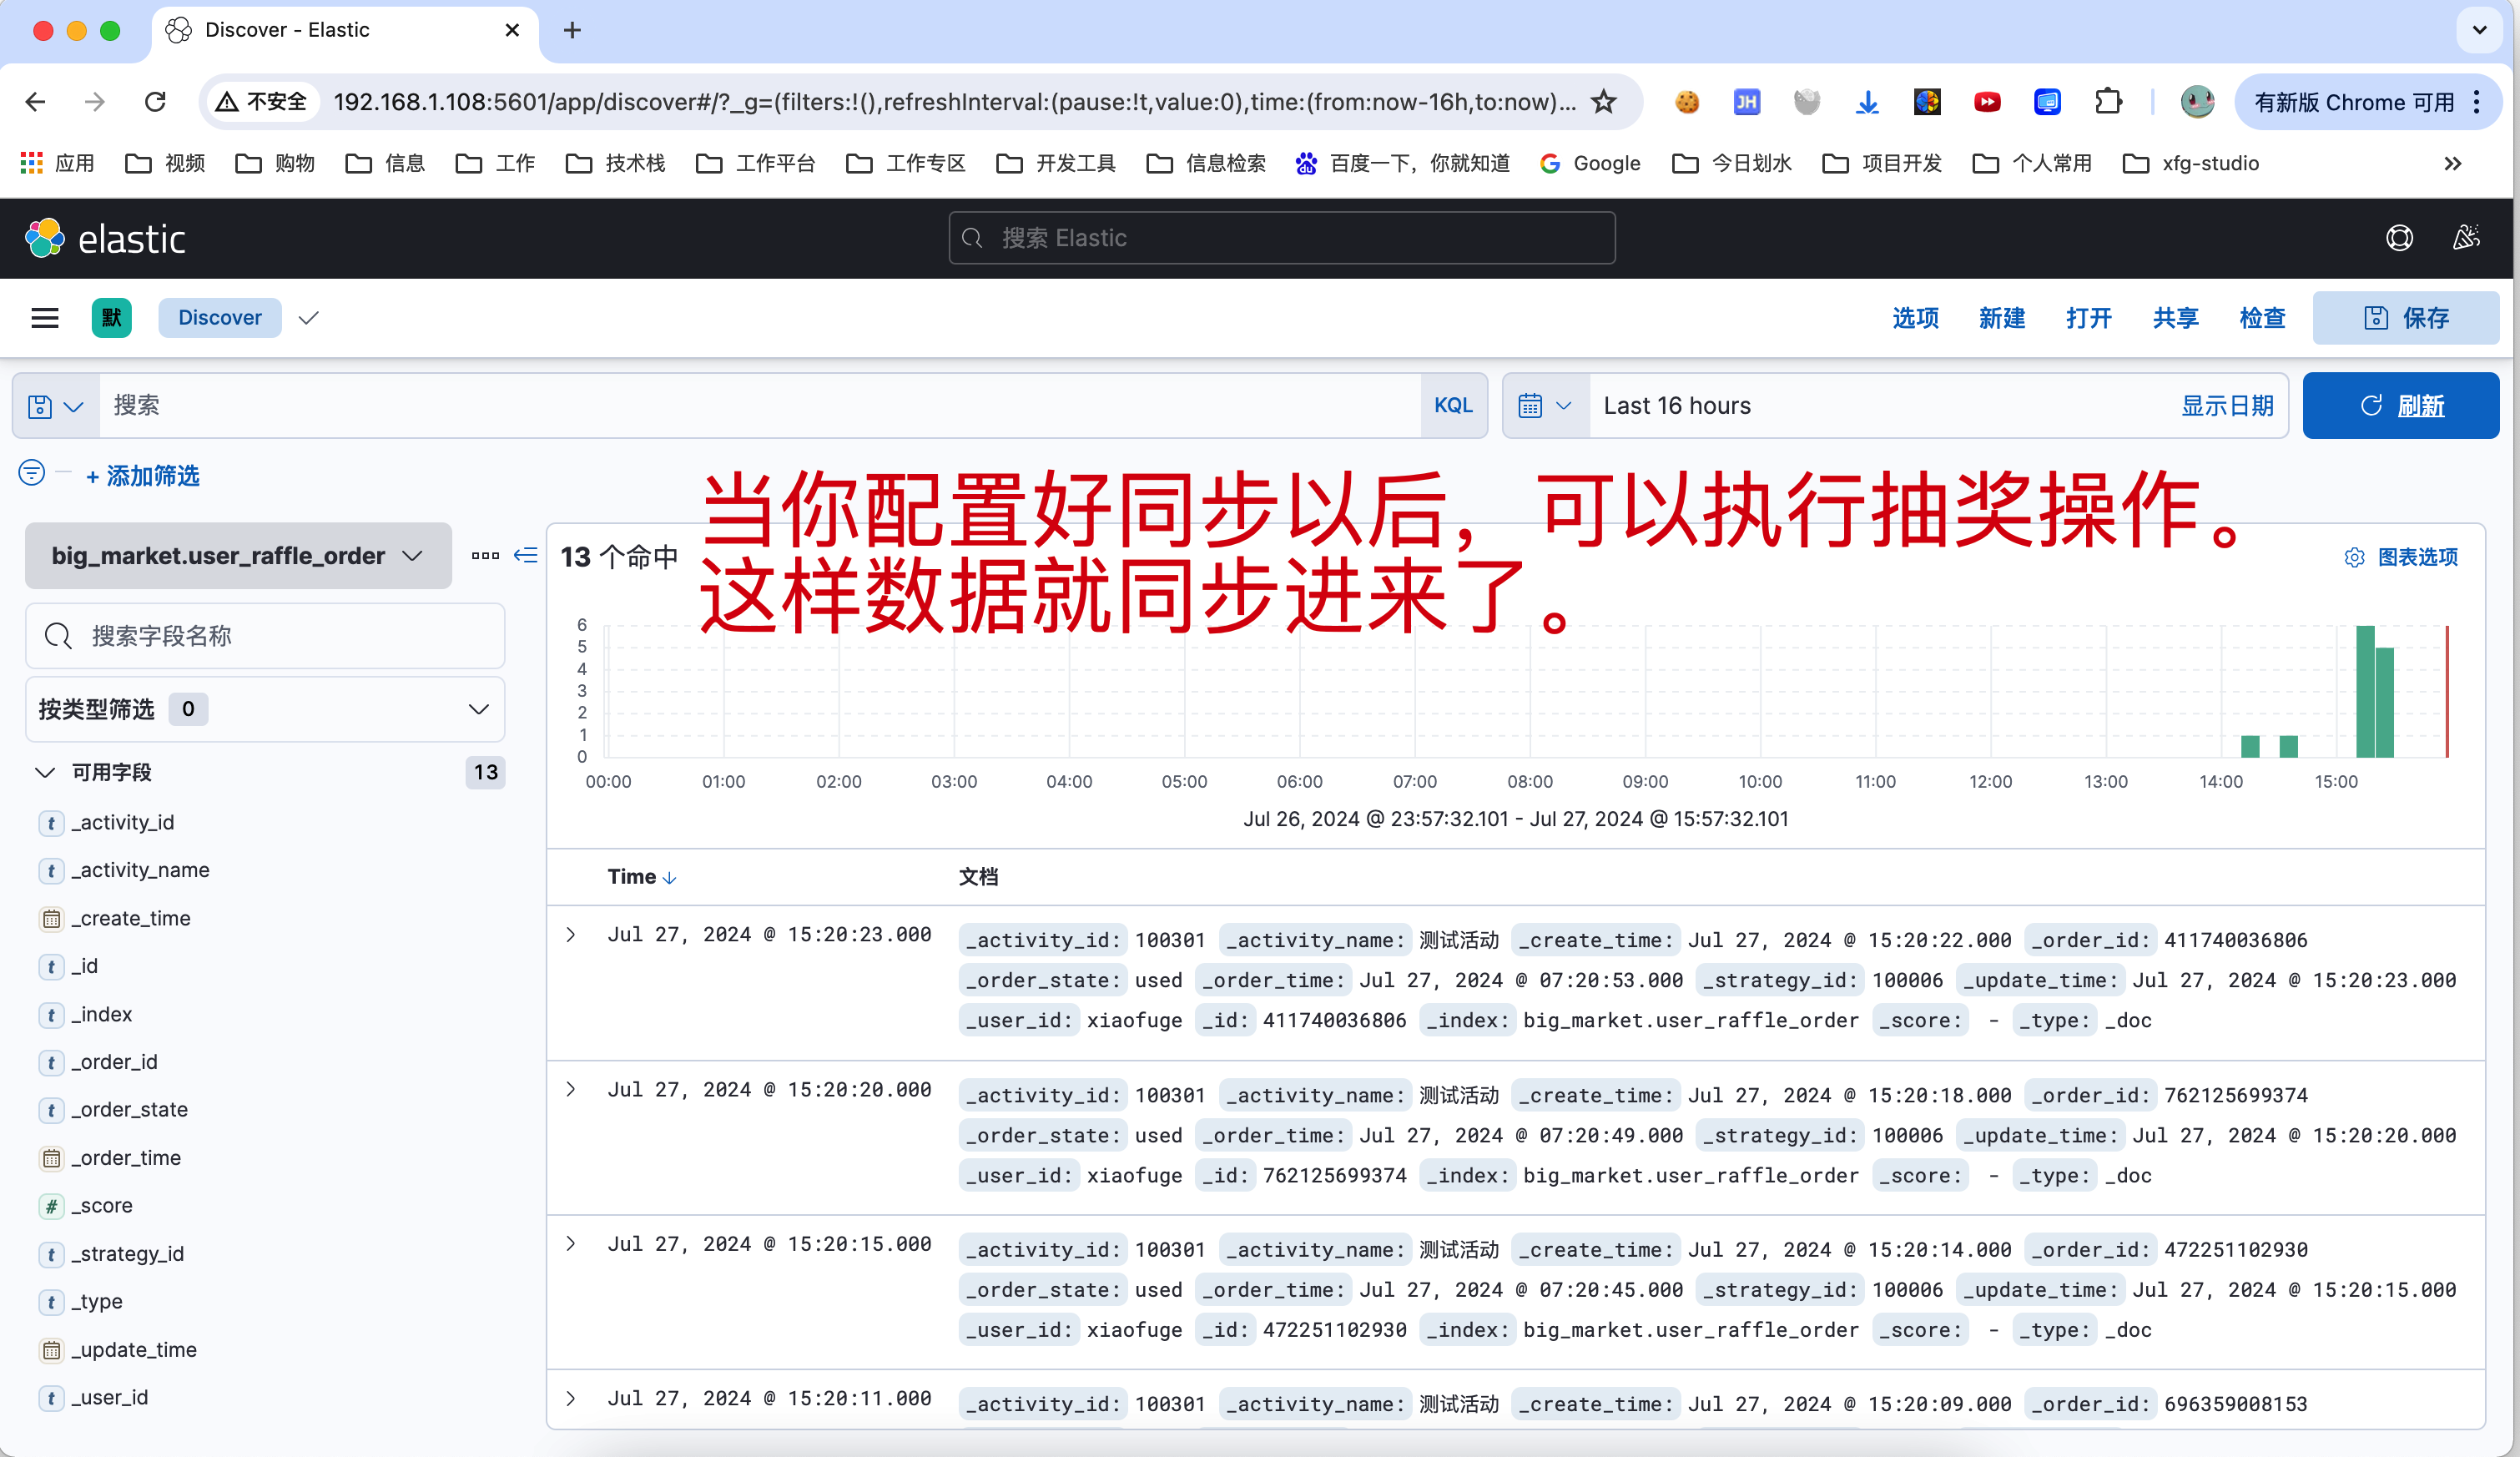 Discover - Elastic
不安全 192.168.1.108:5601/app/discover#/?_g=(filters:!(),refreshInterval:(pause:!t,value:0),time:(from:now-16h,to:now)... JH 有新版 Chrome 可用
应用 视频 购物 信息 工作 技术栈 工作平台 工作专区 开发工具 信息检索 百度一下，你就知道 Google 今日划水 项目开发 个人常用 xfg-studio
elastic 搜索 Elastic
默 Discover 选项 新建 打开 共享 检查 保存
搜索 KQL Last 16 hours 显示日期 刷新
+ 添加筛选
当你配置好同步以后，可以执行抽奖操作。
这样数据就同步进来了。
big_market.user_raffle_order
搜索字段名称
按类型筛选 0
可用字段 13
_activity_id
_activity_name
_create_time
_id
_index
_order_id
_order_state
_order_time
_score
_strategy_id
_type
_update_time
_user_id
13 个命中 图表选项
6
5
4
3
2
1
0
00:00 01:00 02:00 03:00 04:00 05:00 06:00 07:00 08:00 09:00 10:00 11:00 12:00 13:00 14:00 15:00
Jul 26, 2024 @ 23:57:32.101 - Jul 27, 2024 @ 15:57:32.101
Time 文档
Jul 27, 2024 @ 15:20:23.000 _activity_id: 100301 _activity_name: 测试活动 _create_time: Jul 27, 2024 @ 15:20:22.000 _order_id: 411740036806
_order_state: used _order_time: Jul 27, 2024 @ 07:20:53.000 _strategy_id: 100006 _update_time: Jul 27, 2024 @ 15:20:23.000
_user_id: xiaofuge _id: 411740036806 _index: big_market.user_raffle_order _score: - _type: _doc
Jul 27, 2024 @ 15:20:20.000 _activity_id: 100301 _activity_name: 测试活动 _create_time: Jul 27, 2024 @ 15:20:18.000 _order_id: 762125699374
_order_state: used _order_time: Jul 27, 2024 @ 07:20:49.000 _strategy_id: 100006 _update_time: Jul 27, 2024 @ 15:20:20.000
_user_id: xiaofuge _id: 762125699374 _index: big_market.user_raffle_order _score: - _type: _doc
Jul 27, 2024 @ 15:20:15.000 _activity_id: 100301 _activity_name: 测试活动 _create_time: Jul 27, 2024 @ 15:20:14.000 _order_id: 472251102930
_order_state: used _order_time: Jul 27, 2024 @ 07:20:45.000 _strategy_id: 100006 _update_time: Jul 27, 2024 @ 15:20:15.000
_user_id: xiaofuge _id: 472251102930 _index: big_market.user_raffle_order _score: - _type: _doc
Jul 27, 2024 @ 15:20:11.000 _activity_id: 100301 _activity_name: 测试活动 _create_time: Jul 27, 2024 @ 15:20:09.000 _order_id: 696359008153